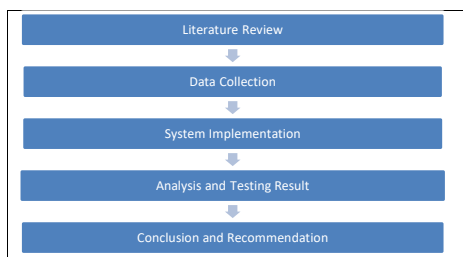 Literature Review
Data Collection
System Implementation
Analysis and Testing Result
Conclusion and Recommendation